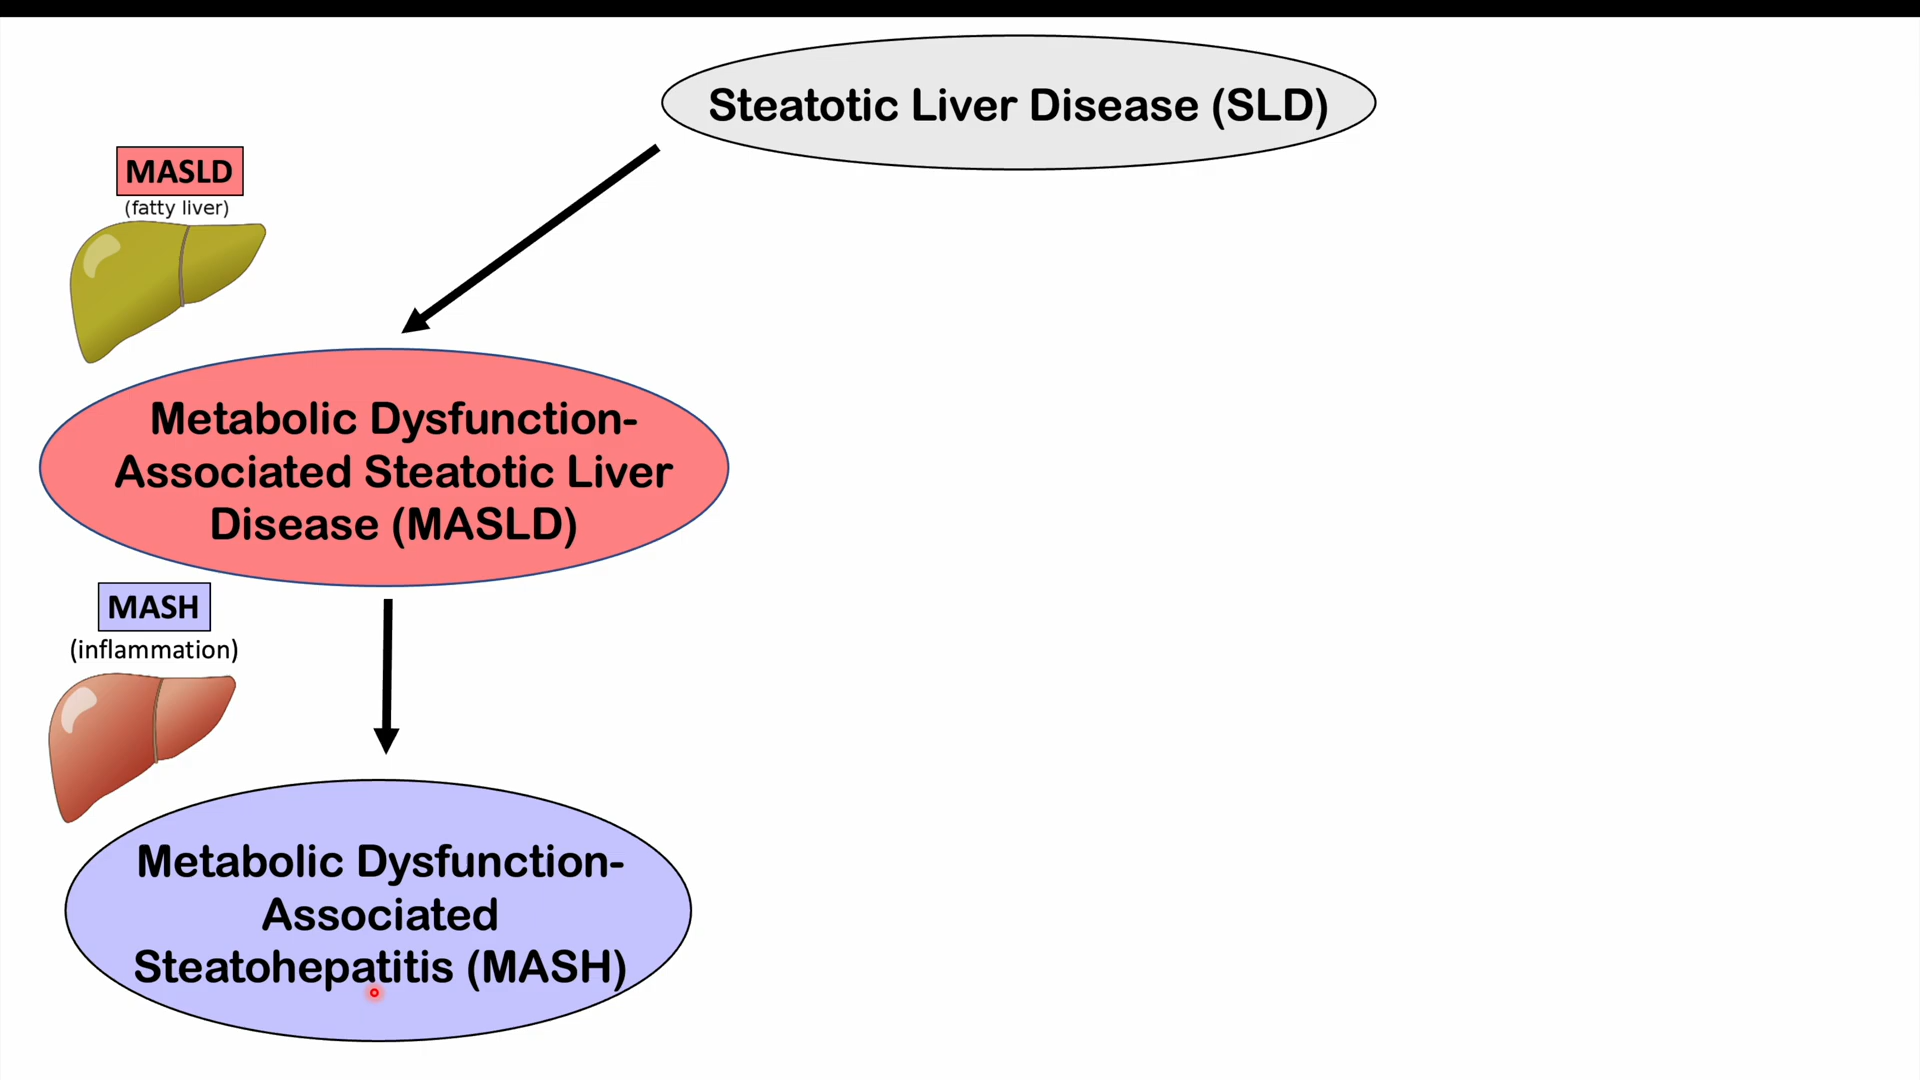 Steatotic Liver Disease (SLD)
MASLD
(fatty liver)
Metabolic Dysfunction-
Associated Steatotic Liver
Disease (MASLD)
MASH
(inflammation)
Metabolic Dysfunction-
Associated
Steatohepatitis (MASH)